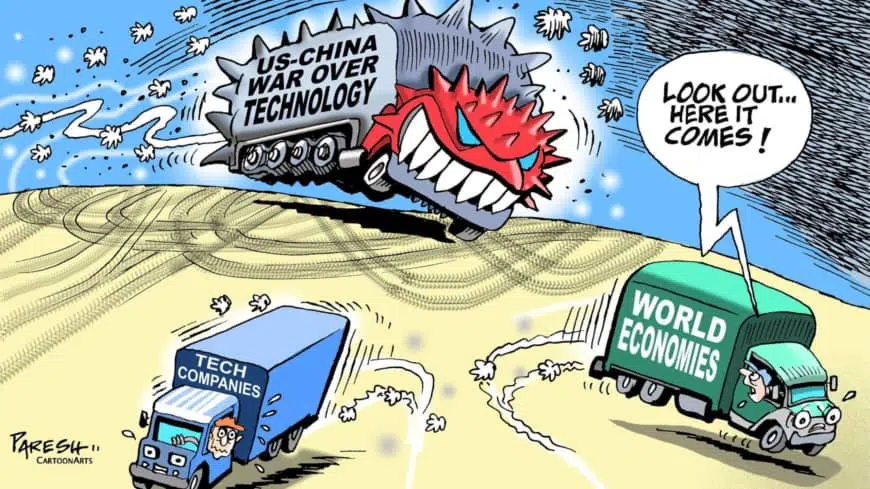 US-CHINA
WAR OVER
TECHNOLOGY
LOOK OUT...
HERE IT
COMES!
WORLD
ECONOMIES
TECH
COMPANIES
PARESH
CARTOONARTS